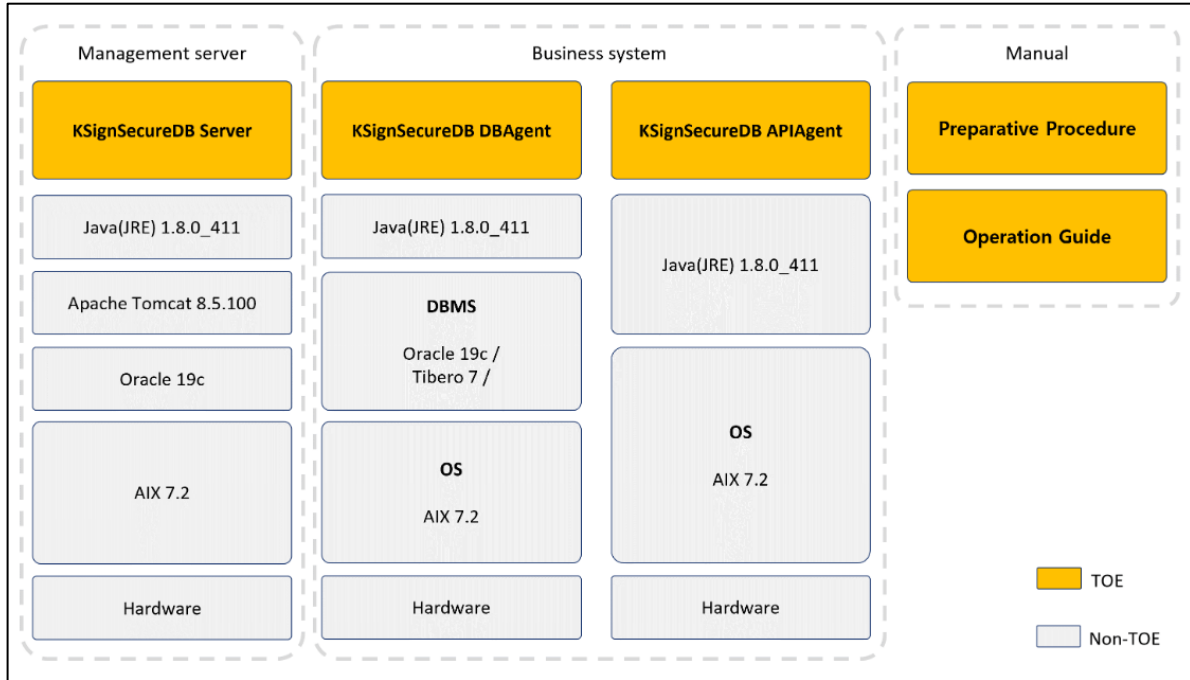 Management server
KSignSecureDB Server
Java(JRE) 1.8.0_411
Apache Tomcat 8.5.100
Oracle 19c
AIX 7.2
Hardware
Business system
KSignSecureDB DBAgent
Java(JRE) 1.8.0_411
DBMS
Oracle 19c /
Tibero 7 /
OS
AIX 7.2
Hardware
KSignSecureDB APIAgent
Java(JRE) 1.8.0_411
OS
AIX 7.2
Hardware
Manual
Preparative Procedure
Operation Guide
TOE
Non-TOE